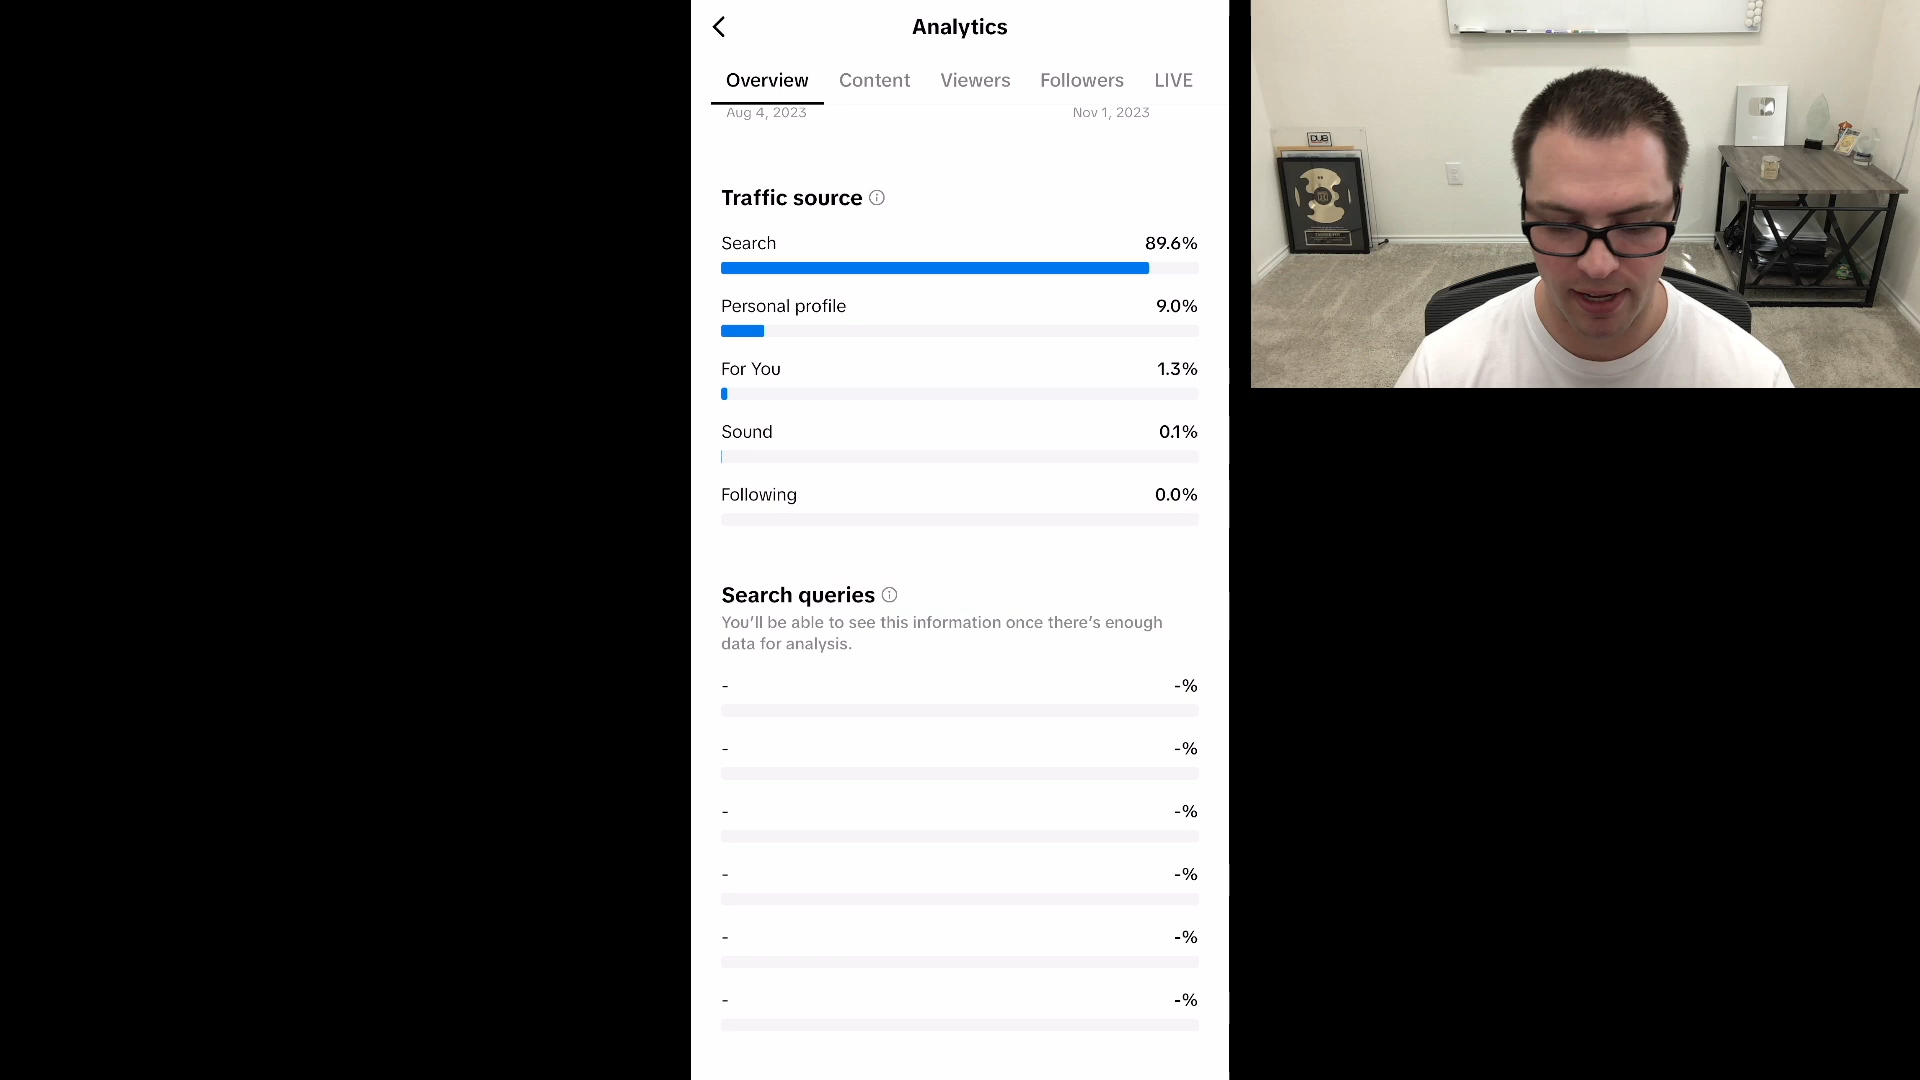 Analytics
Overview Content Viewers Followers LIVE
Aug 4, 2023 Nov 1, 2023
Traffic source
Search 89.6%
Personal profile 9.0%
For You 1.3%
Sound 0.1%
Following 0.0%
Search queries
You'll be able to see this information once there's enough
data for analysis.
- -%
- -%
- -%
- -%
- -%
- -%
DUB